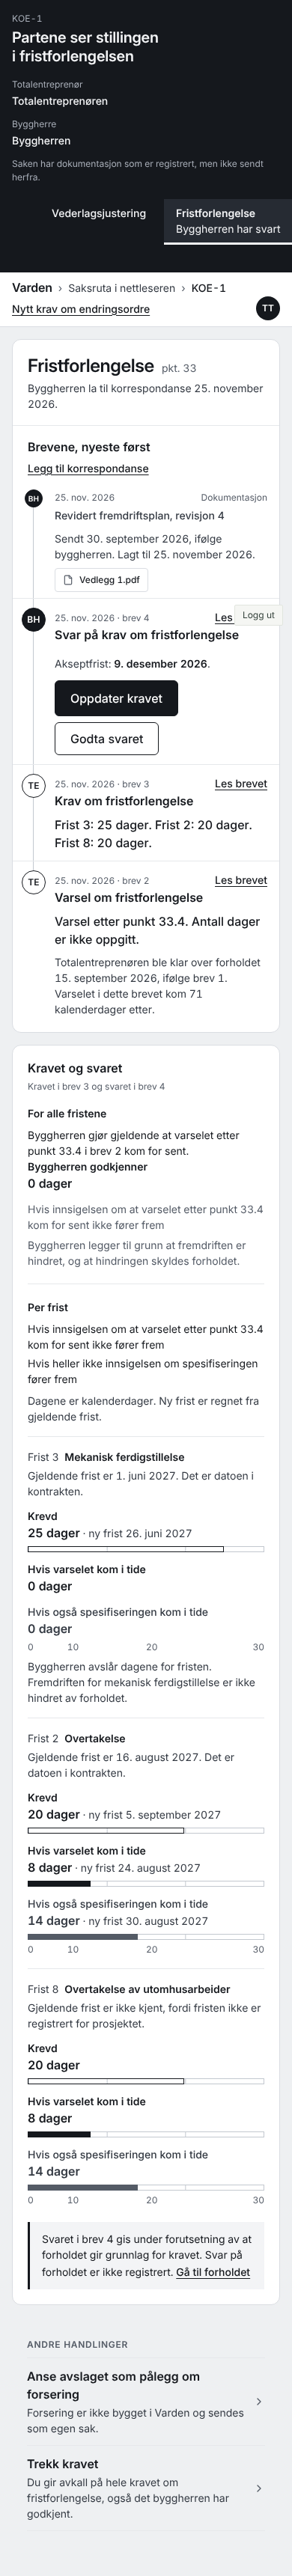 KOE-1
Partene ser stillingen
i fristforlengelsen
Totalentreprenør
Totalentreprenøren
Byggherre
Byggherren
Saken har dokumentasjon som er registrert, men ikke sendt
herfra.
Vederlagsjustering
Fristforlengelse
Byggherren har svart
Varden › Saksruta i nettleseren › KOE-1
Nytt krav om endringsordre
TT
Fristforlengelse pkt. 33
Byggherren la til korrespondanse 25. november
2026.
Brevene, nyeste først
Legg til korrespondanse
BH
25. nov. 2026 Dokumentasjon
Revidert fremdriftsplan, revisjon 4
Sendt 30. september 2026, ifølge
byggherren. Lagt til 25. november 2026.
Vedlegg 1.pdf
BH
25. nov. 2026 · brev 4 Les
Logg ut
Svar på krav om fristforlengelse
Akseptfrist: 9. desember 2026.
Oppdater kravet
Godta svaret
TE
25. nov. 2026 · brev 3 Les brevet
Krav om fristforlengelse
Frist 3: 25 dager. Frist 2: 20 dager.
Frist 8: 20 dager.
TE
25. nov. 2026 · brev 2 Les brevet
Varsel om fristforlengelse
Varsel etter punkt 33.4. Antall dager
er ikke oppgitt.
Totalentreprenøren ble klar over forholdet
15. september 2026, ifølge brev 1.
Varselet i dette brevet kom 71
kalenderdager etter.
Kravet og svaret
Kravet i brev 3 og svaret i brev 4
For alle fristene
Byggherren gjør gjeldende at varselet etter
punkt 33.4 i brev 2 kom for sent.
Byggherren godkjenner
0 dager
Hvis innsigelsen om at varselet etter punkt 33.4
kom for sent ikke fører frem
Byggherren legger til grunn at fremdriften er
hindret, og at hindringen skyldes forholdet.
Per frist
Hvis innsigelsen om at varselet etter punkt 33.4
kom for sent ikke fører frem
Hvis heller ikke innsigelsen om spesifiseringen
fører frem
Dagene er kalenderdager. Ny frist er regnet fra
gjeldende frist.
Frist 3 Mekanisk ferdigstillelse
Gjeldende frist er 1. juni 2027. Det er datoen i
kontrakten.
Krevd
25 dager · ny frist 26. juni 2027
Hvis varselet kom i tide
0 dager
Hvis også spesifiseringen kom i tide
0 dager
0 10 20 30
Byggherren avslår dagene for fristen.
Fremdriften for mekanisk ferdigstillelse er ikke
hindret av forholdet.
Frist 2 Overtakelse
Gjeldende frist er 16. august 2027. Det er
datoen i kontrakten.
Krevd
20 dager · ny frist 5. september 2027
Hvis varselet kom i tide
8 dager · ny frist 24. august 2027
Hvis også spesifiseringen kom i tide
14 dager · ny frist 30. august 2027
0 10 20 30
Frist 8 Overtakelse av utomhusarbeider
Gjeldende frist er ikke kjent, fordi fristen ikke er
registrert for prosjektet.
Krevd
20 dager
Hvis varselet kom i tide
8 dager
Hvis også spesifiseringen kom i tide
14 dager
0 10 20 30
Svaret i brev 4 gis under forutsetning av at
forholdet gir grunnlag for kravet. Svar på
forholdet er ikke registrert. Gå til forholdet
ANDRE HANDLINGER
Anse avslaget som pålegg om
forsering
Forsering er ikke bygget i Varden og sendes
som egen sak.
Trekk kravet
Du gir avkall på hele kravet om
fristforlengelse, også det byggherren har
godkjent.